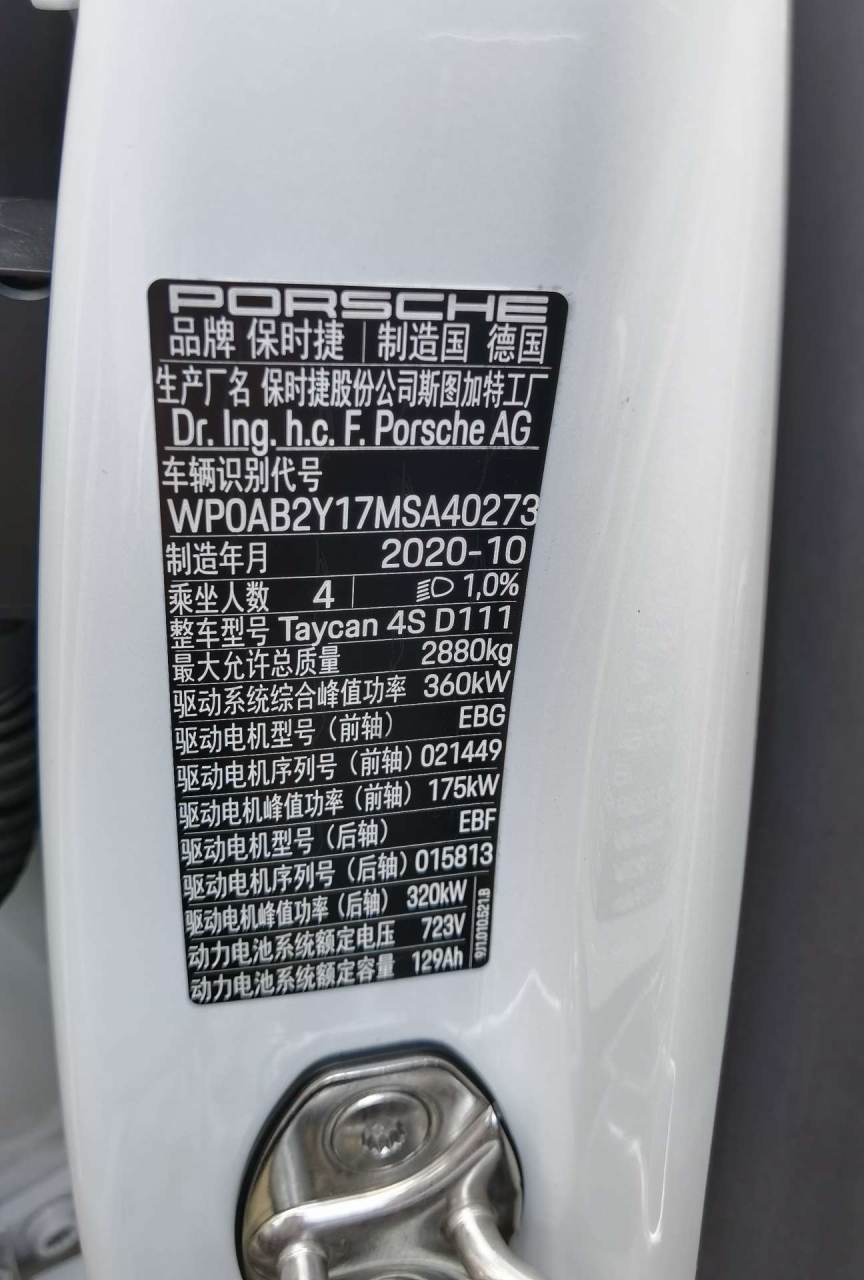 PORSCHE
品牌 保时捷 制造国 德国
生产厂名 保时捷股份公司斯图加特工厂
Dr. Ing. h.c. F. Porsche AG
车辆识别代号
WP0AB2Y17MSA40273
制造年月 2020-10
乘坐人数 4 1,0%
整车型号 Taycan 4S D111
最大允许总质量 2880kg
驱动系统综合峰值功率 360kW
驱动电机型号（前轴） EBG
驱动电机序列号（前轴）021449
驱动电机峰值功率（前轴） 175kW
驱动电机型号（后轴） EBF
驱动电机序列号（后轴）015813
驱动电机峰值功率（后轴） 320kW
动力电池系统额定电压 723V
动力电池系统额定容量 129Ah
9J1.010.521.B